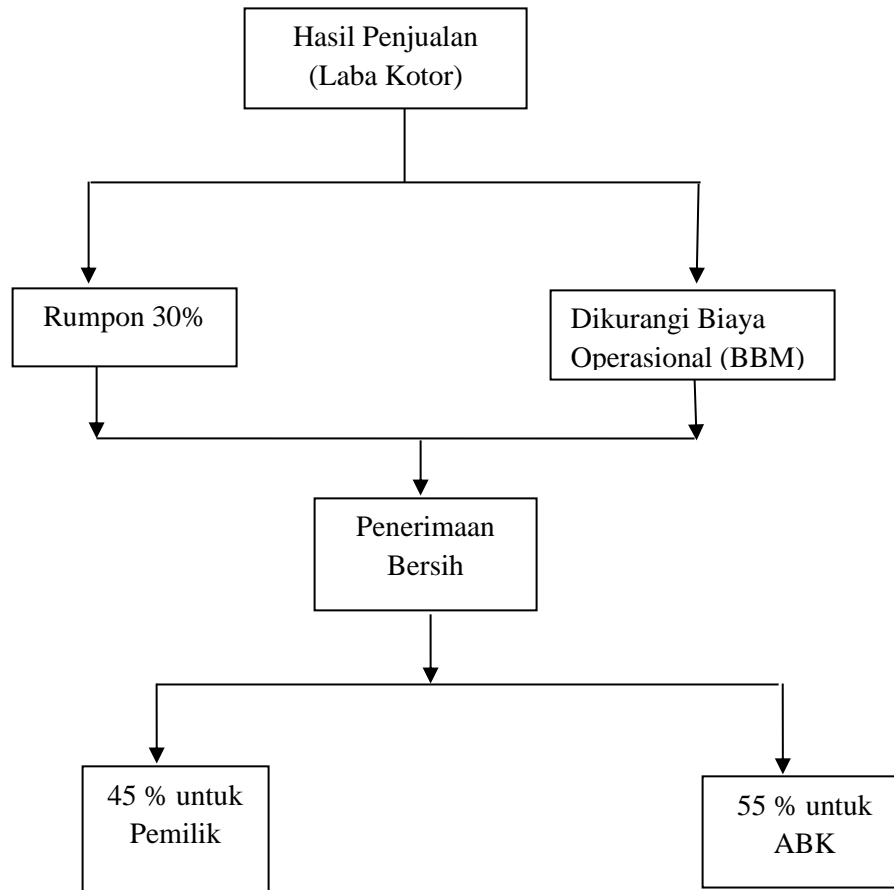 Hasil Penjualan
(Laba Kotor)
Rumpon 30%
Dikurangi Biaya
Operasional (BBM)
Penerimaan
Bersih
45 % untuk
Pemilik
55 % untuk
ABK